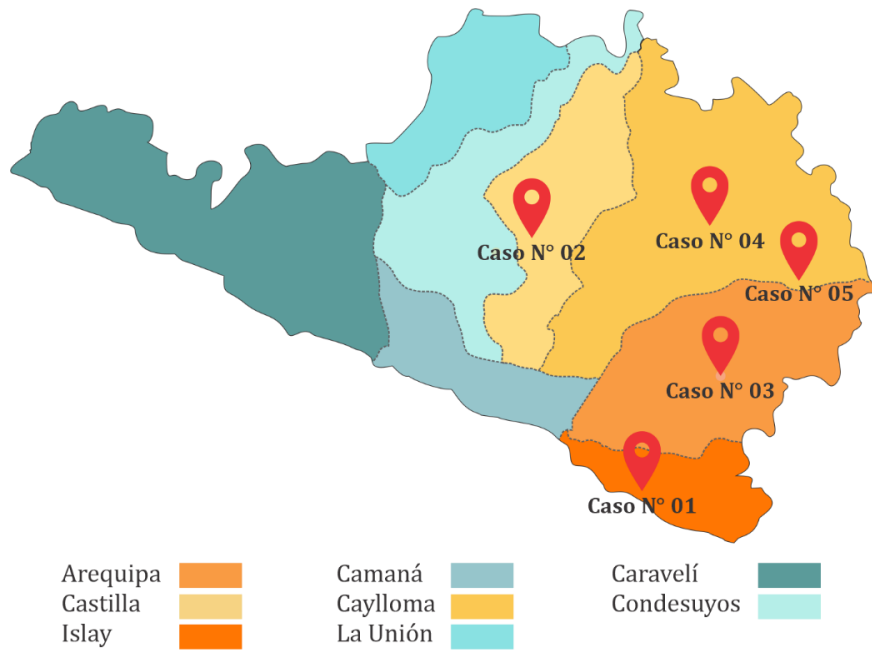 Caso N° 02
Caso N° 04
Caso N° 05
Caso N° 03
Caso N° 01
Arequipa
Castilla
Islay
Camaná
Caylloma
La Unión
Caravelí
Condesuyos